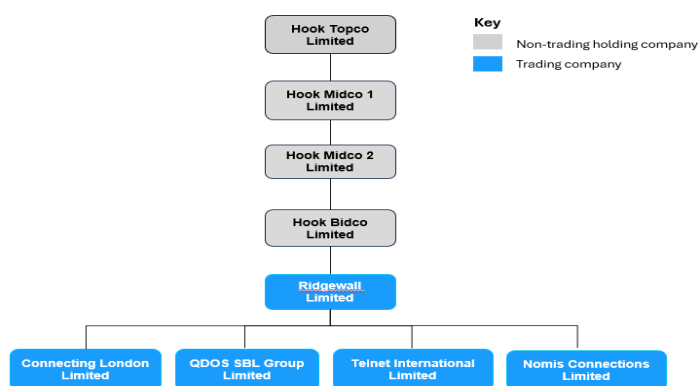 Hook Topco
Limited
Key
Non-trading holding company
Trading company
Hook Midco 1
Limited
Hook Midco 2
Limited
Hook Bidco
Limited
Ridgewall
Limited
Connecting London
Limited
QDOS SBL Group
Limited
Telnet International
Limited
Nomis Connections
Limited